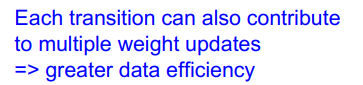 Each transition can also contribute
to multiple weight updates
=> greater data efficiency